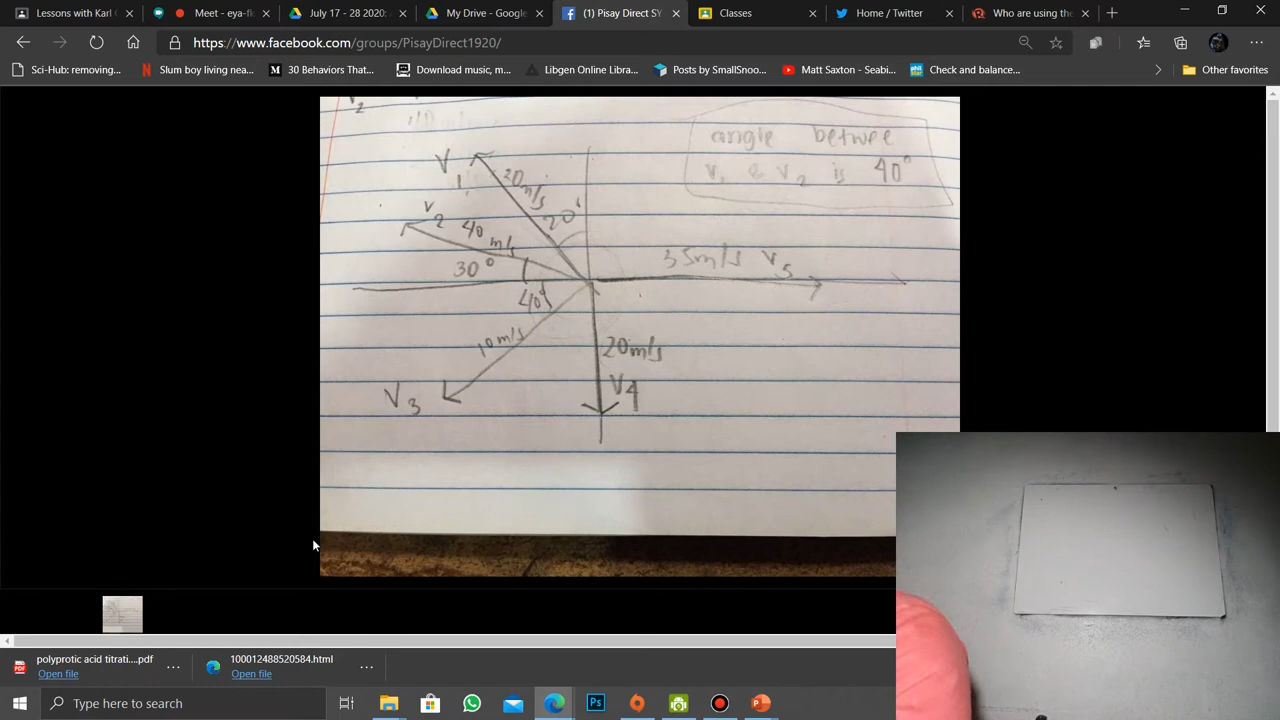 Lessons with Karl C
Meet - eya-fi
July 17 - 28 2020:
My Drive - Google
(1) Pisay Direct SY
Classes
Home / Twitter
Who are using the
https://www.facebook.com/groups/PisayDirect1920/
Sci-Hub: removing...
Slum boy living nea...
30 Behaviors That...
Download music, m...
Libgen Online Libra...
Posts by SmallSnoo...
Matt Saxton - Seabi...
Check and balance...
Other favorites
V2
angle betwee
V1 & V2 is 40°
V1
20m/s
20°
V2
40 m/s
30°
35m/s V5
40°
10m/s
20m/s
V3
V4
polyprotic acid titrati....pdf
Open file
100012488520584.html
Open file
Type here to search